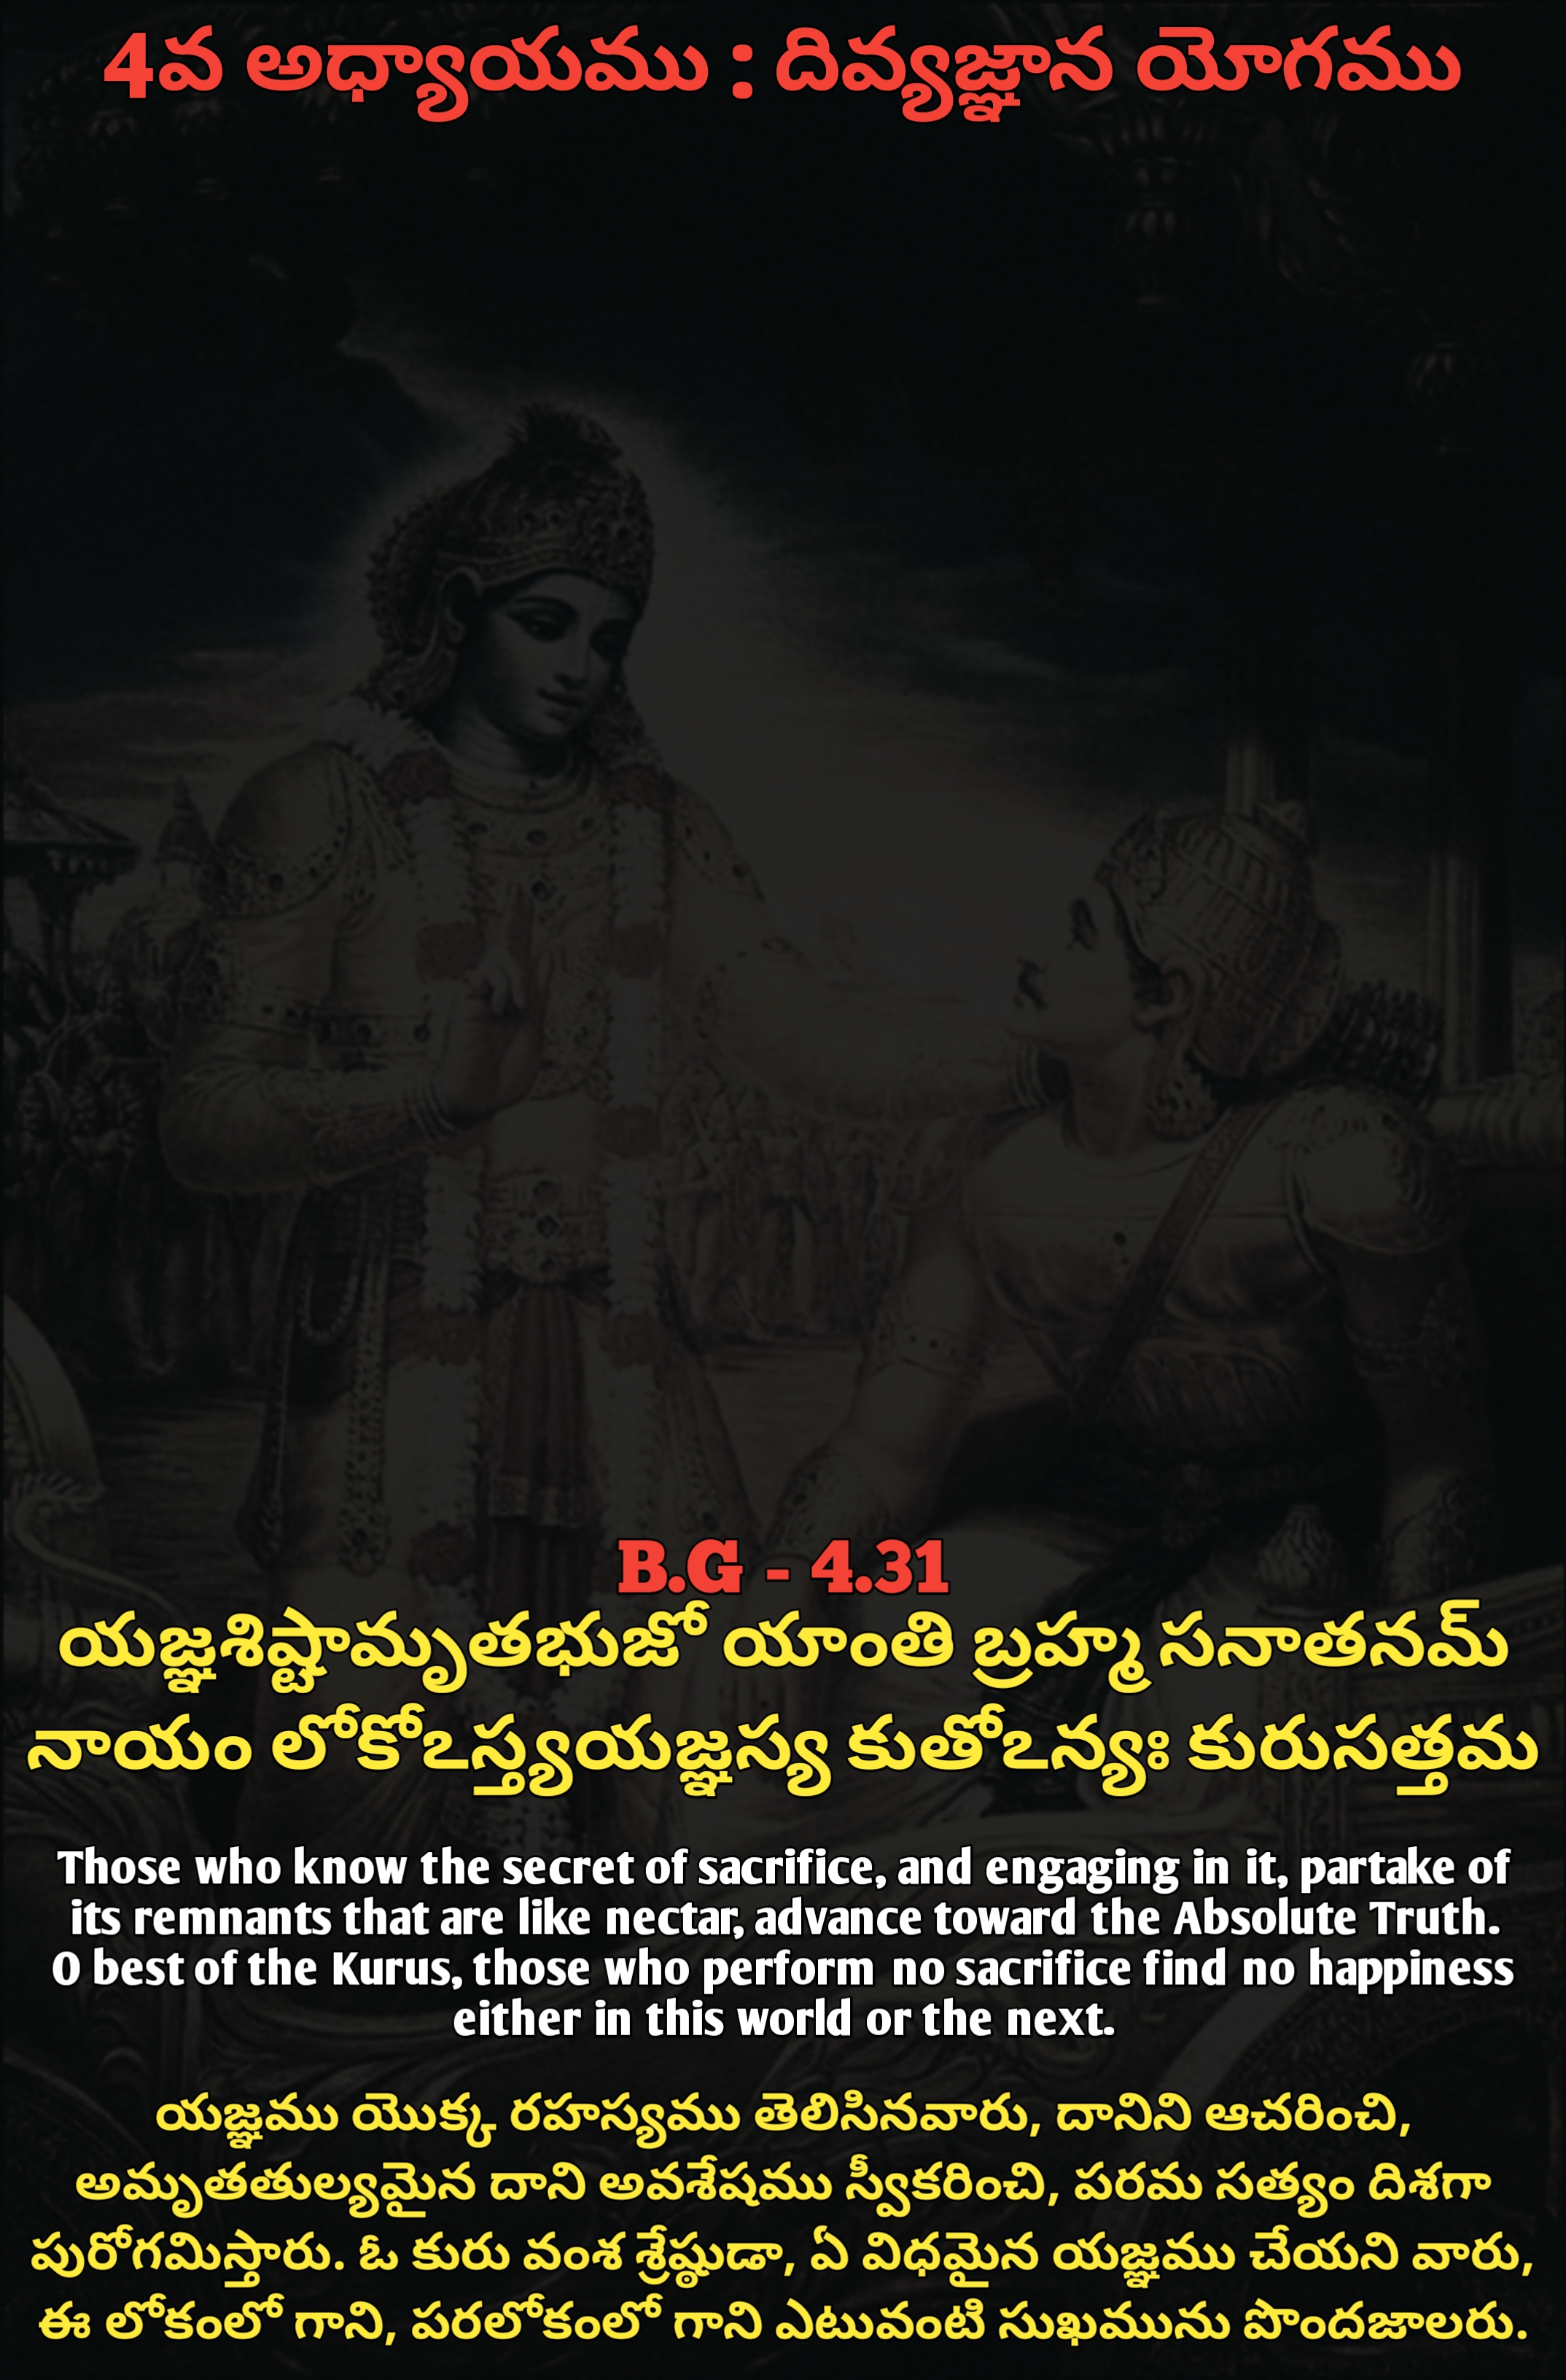 4వ అధ్యాయము : దివ్యజ్ఞాన యోగము
B.G - 4.31
యజ్ఞశిష్టామృతభుజో యాంతి బ్రహ్మ సనాతనమ్
నాయం లోకోఽస్త్యయజ్ఞస్య కుతోఽన్యః కురుసత్తమ
Those who know the secret of sacrifice, and engaging in it, partake of
its remnants that are like nectar, advance toward the Absolute Truth.
O best of the Kurus, those who perform no sacrifice find no happiness
either in this world or the next.
యజ్ఞము యొక్క రహస్యము తెలిసినవారు, దానిని ఆచరించి,
అమృతతుల్యమైన దాని అవశేషము స్వీకరించి, పరమ సత్యం దిశగా
పురోగమిస్తారు. ఓ కురు వంశ శ్రేష్ఠుడా, ఏ విధమైన యజ్ఞము చేయని వారు,
ఈ లోకంలో గాని, పరలోకంలో గాని ఎటువంటి సుఖమును పొందజాలరు.